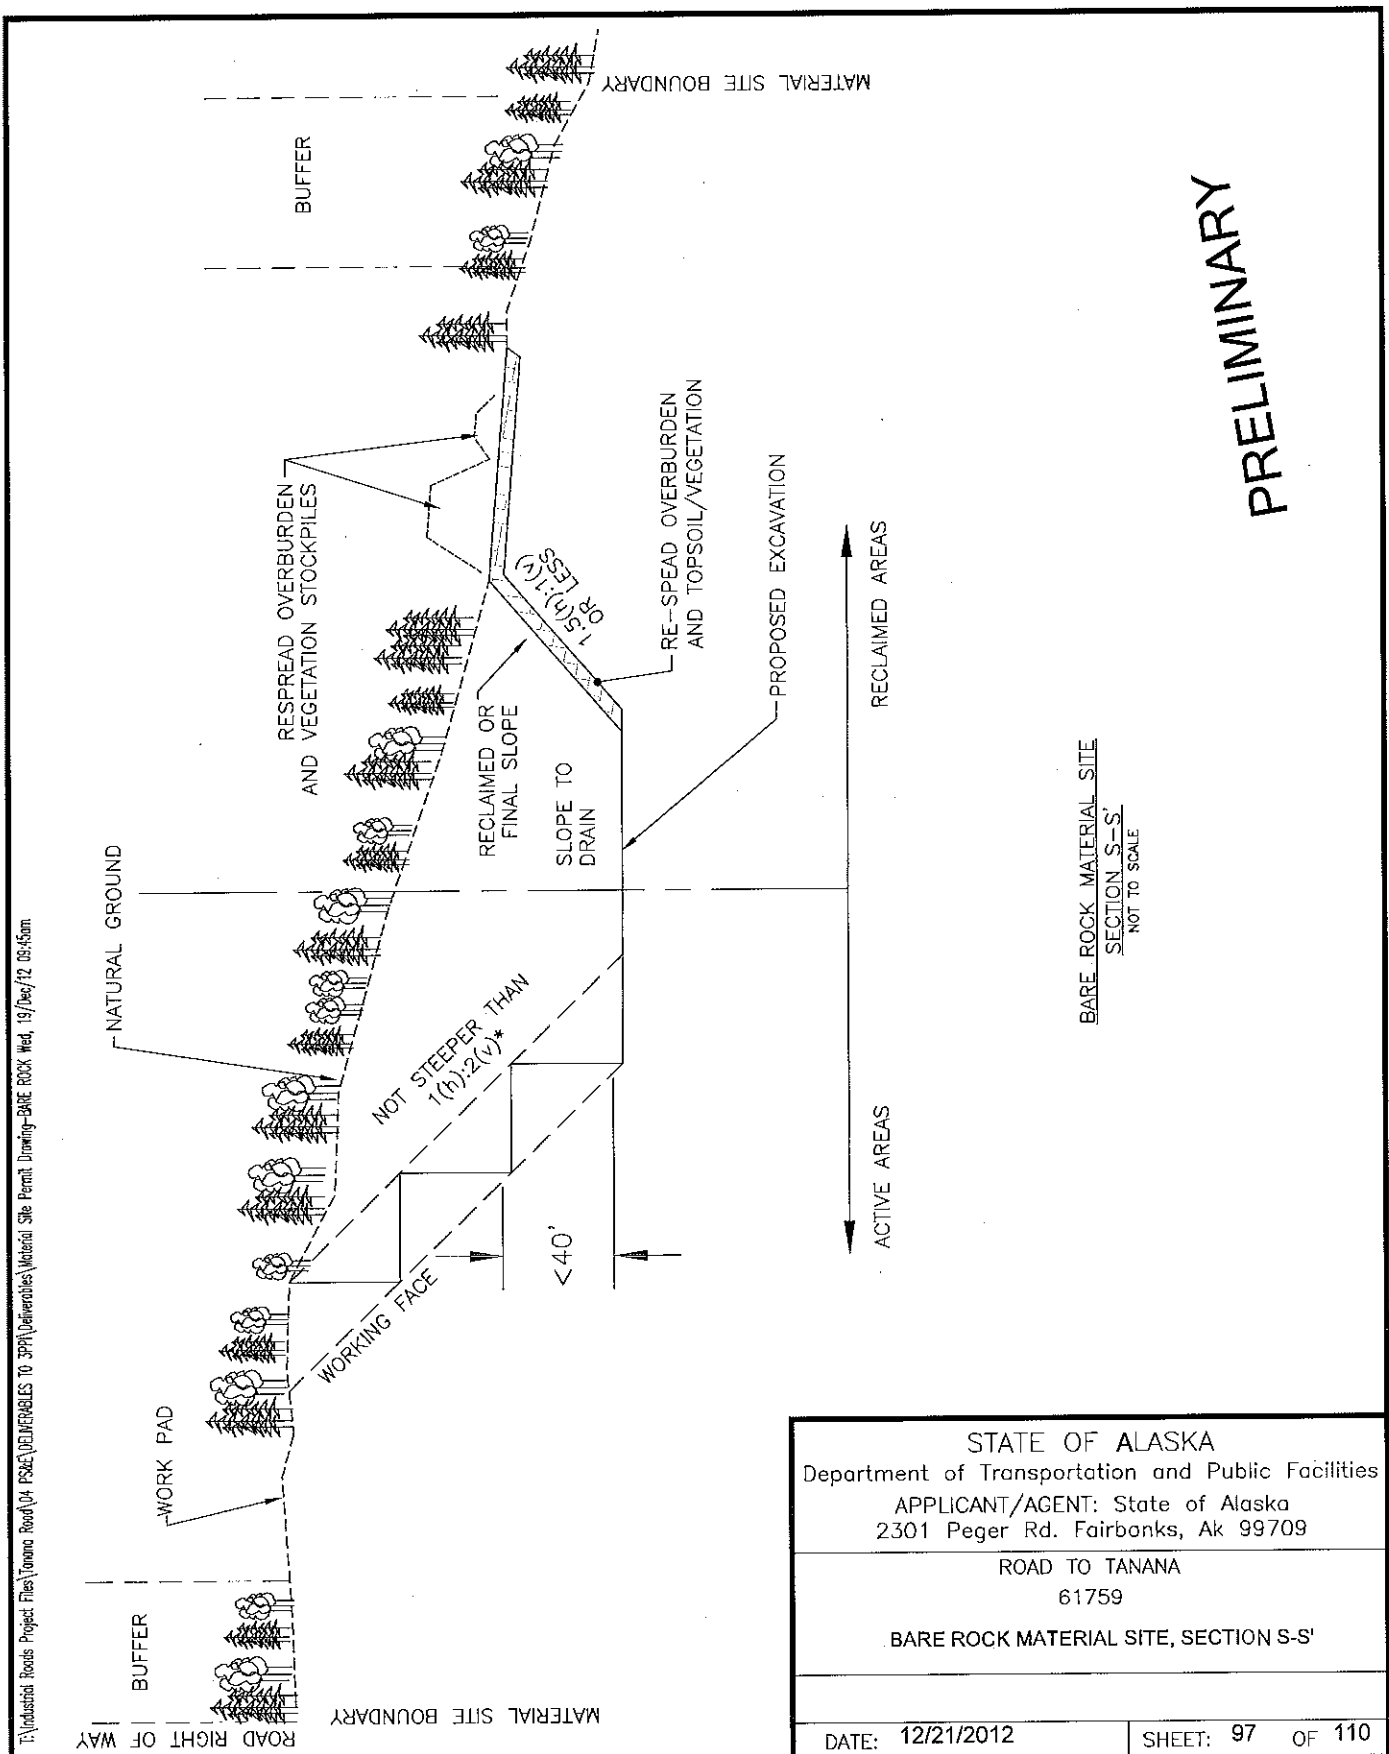 T:\Industrial Roads Project Files\Tanana Road\04 PS&E\DELIVERABLES TO 3PPI\Deliverables\Material Site Permit Drawing-BARE ROCK Wed, 19/Dec/12 09:45am
ROAD RIGHT OF WAY
MATERIAL SITE BOUNDARY
BUFFER
WORK PAD
NATURAL GROUND
RESPREAD OVERBURDEN
AND VEGETATION STOCKPILES
BUFFER
MATERIAL SITE BOUNDARY
WORKING FACE
NOT STEEPER THAN
1(h):2(v)*
<40'
RECLAIMED OR
FINAL SLOPE
SLOPE TO
DRAIN
1.5(h):1(v)
OR LESS
RE-SPEAD OVERBURDEN
AND TOPSOIL/VEGETATION
PROPOSED EXCAVATION
ACTIVE AREAS
RECLAIMED AREAS
BARE ROCK MATERIAL SITE
SECTION S-S'
NOT TO SCALE
PRELIMINARY
STATE OF ALASKA
Department of Transportation and Public Facilities
APPLICANT/AGENT: State of Alaska
2301 Peger Rd. Fairbanks, Ak 99709
ROAD TO TANANA
61759
BARE ROCK MATERIAL SITE, SECTION S-S'
DATE: 12/21/2012
SHEET: 97 OF 110